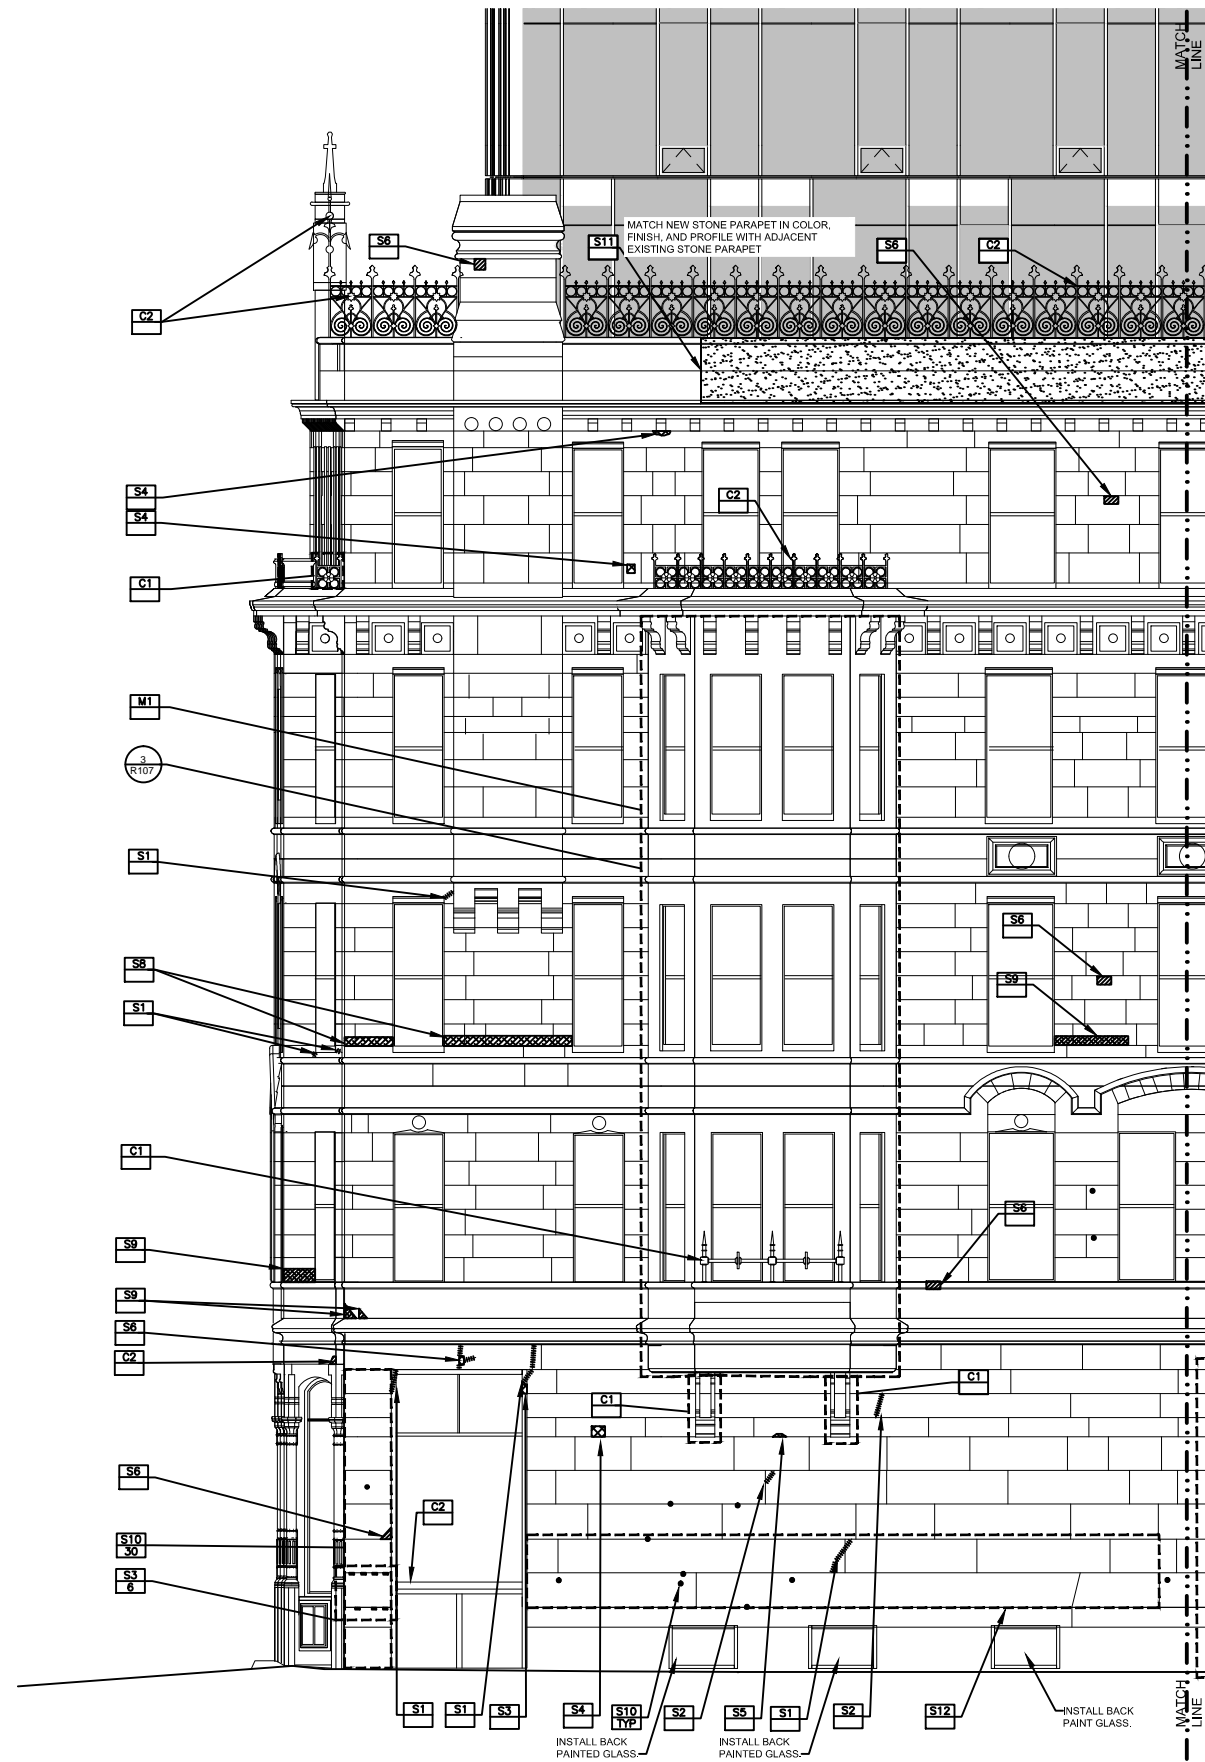 MATCH
LINE
S6
S11
MATCH NEW STONE PARAPET IN COLOR,
FINISH, AND PROFILE WITH ADJACENT
EXISTING STONE PARAPET
S6
C2
C2
S4
S4
C2
C1
M1
3
R107
S1
S6
S8
S9
S1
C1
S6
S9
S9
S6
C2
C1
C1
S6
C2
S10
30
S3
6
S1
S1
S3
S4
S10
TYP
S2
S5
S1
S2
S12
INSTALL BACK
PAINTED GLASS.
INSTALL BACK
PAINTED GLASS.
INSTALL BACK
PAINT GLASS.
MATCH
LINE